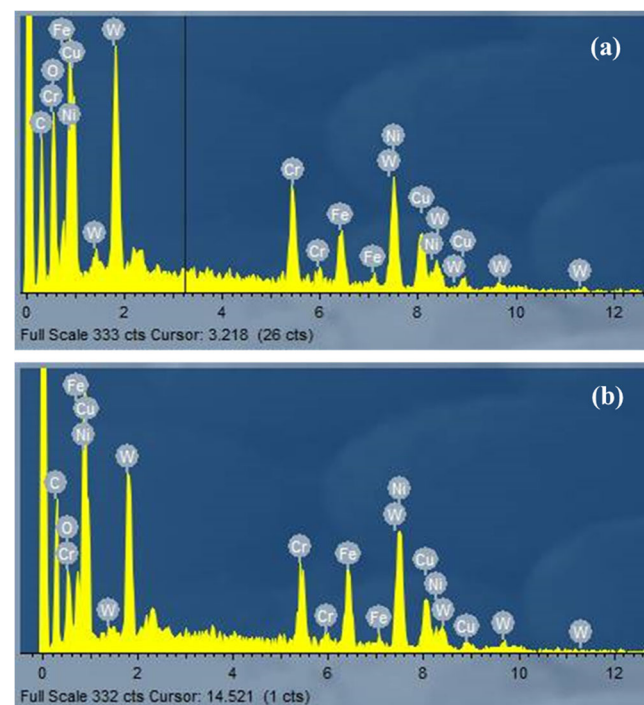 (a)
Fe
Cu
W
O
Cr
C
Ni
W
Cr
Cr
Fe
Fe
Ni
W
Cu
W
Ni
Cu
W
W
W
0 2 4 6 8 10 12
Full Scale 333 cts Cursor: 3.218 (26 cts)
(b)
Fe
Cu
Ni
W
C
O
Cr
W
Cr
Cr
Fe
Fe
Ni
W
Cu
Ni
W
Cu
W
W
0 2 4 6 8 10 12
Full Scale 332 cts Cursor: 14.521 (1 cts)